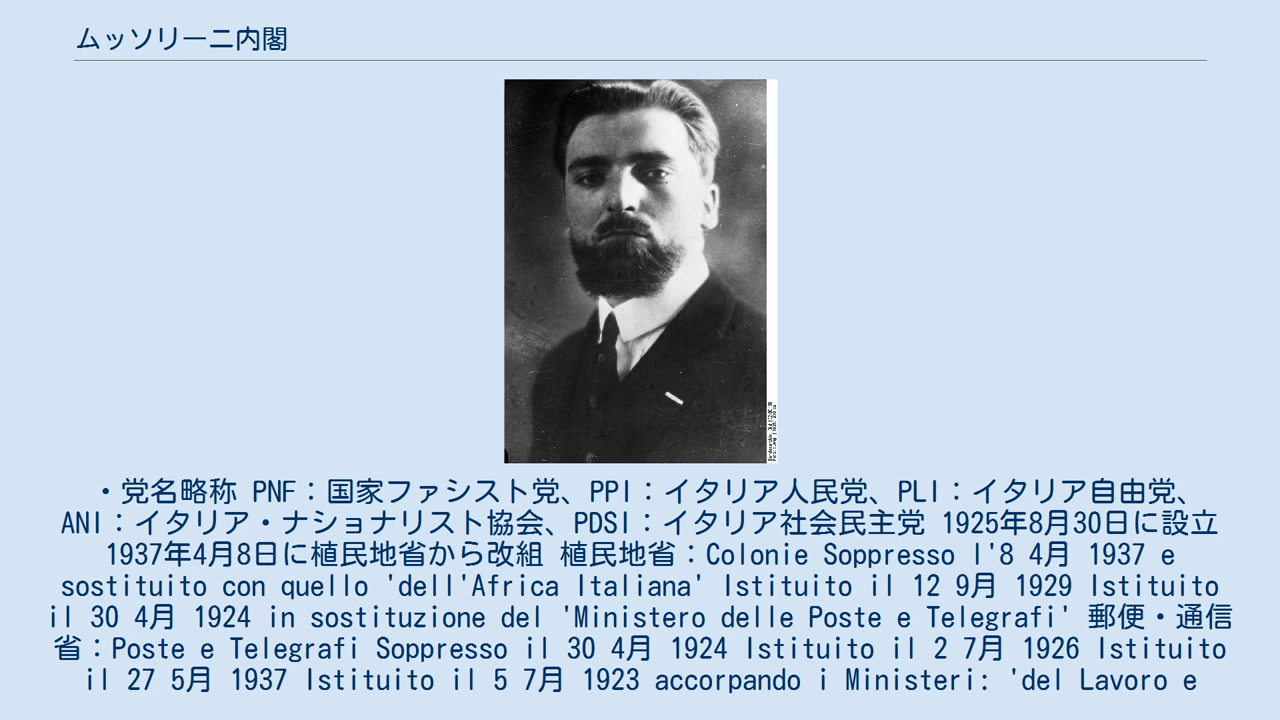 ムッソリーニ内閣
・党名略称 PNF：国家ファシスト党、PPI：イタリア人民党、PLI：イタリア自由党、
ANI：イタリア・ナショナリスト協会、PDSI：イタリア社会民主党 1925年8月30日に設立
1937年4月8日に植民地省から改組 植民地省：Colonie Soppresso l'8 4月 1937 e
sostituito con quello 'dell'Africa Italiana' Istituito il 12 9月 1929 Istituito
il 30 4月 1924 in sostituzione del 'Ministero delle Poste e Telegrafi' 郵便・通信
省：Poste e Telegrafi Soppresso il 30 4月 1924 Istituito il 2 7月 1926 Istituito
il 27 5月 1937 Istituito il 5 7月 1923 accorpando i Ministeri: 'del Lavoro e